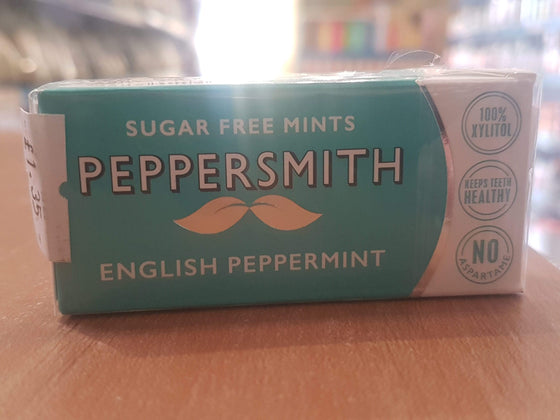 SUGAR FREE MINTS
PEPPERSMITH
ENGLISH PEPPERMINT
100%
XYLITOL
KEEPS TEETH
HEALTHY
NO
ASPARTAME
£1.35